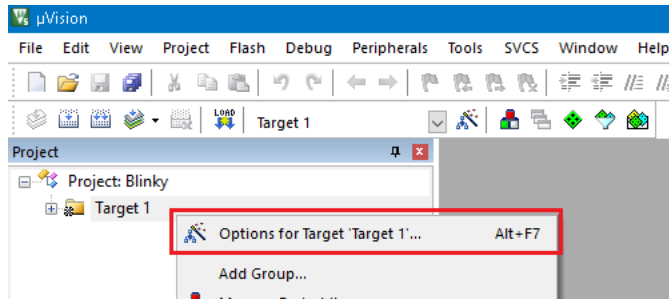 µVision
File Edit View Project Flash Debug Peripherals Tools SVCS Window Help
LOAD Target 1
Project
Project: Blinky
Target 1
Options for Target 'Target 1'... Alt+F7
Add Group...